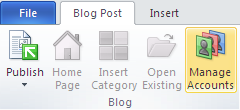 File Blog Post Insert
Publish Home Page Insert Category Open Existing Manage Accounts
Blog